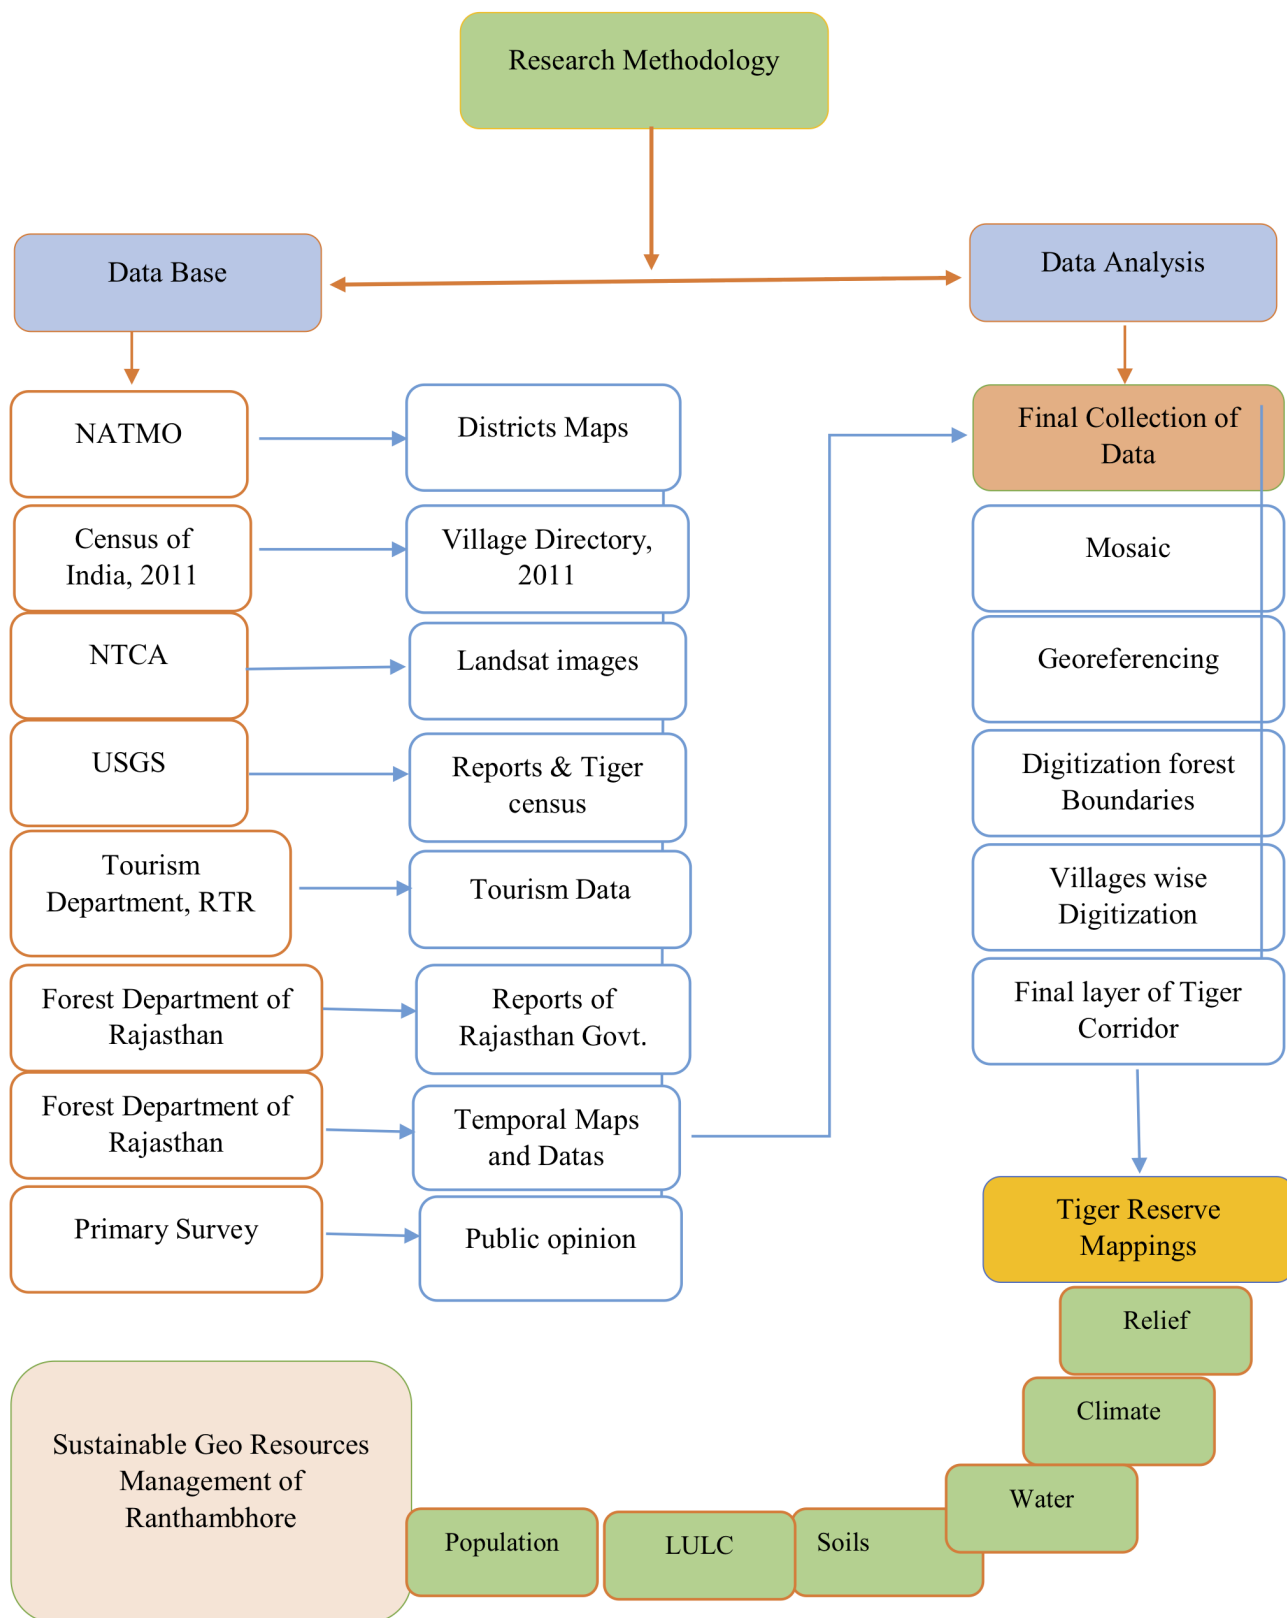 Research Methodology
Data Base
Data Analysis
NATMO
Districts Maps
Final Collection of
Data
Census of
India, 2011
Village Directory,
2011
Mosaic
NTCA
Landsat images
Georeferencing
USGS
Reports & Tiger
census
Digitization forest
Boundaries
Tourism
Department, RTR
Tourism Data
Villages wise
Digitization
Forest Department of
Rajasthan
Reports of
Rajasthan Govt.
Final layer of Tiger
Corridor
Forest Department of
Rajasthan
Temporal Maps
and Datas
Primary Survey
Public opinion
Tiger Reserve
Mappings
Relief
Climate
Water
Soils
LULC
Population
Sustainable Geo Resources
Management of
Ranthambhore